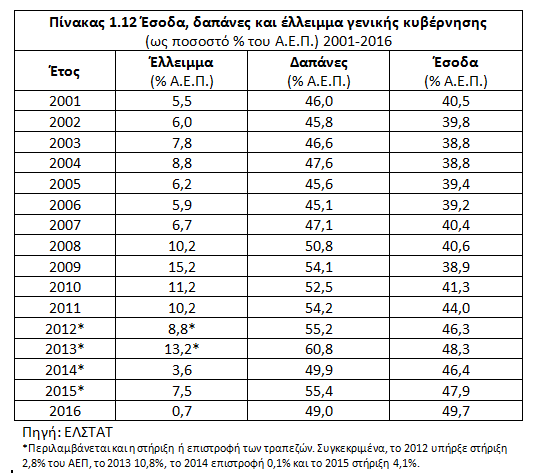 Πίνακας 1.12 Έσοδα, δαπάνες και έλλειμμα γενικής κυβέρνησης
(ως ποσοστό % του Α.Ε.Π.) 2001-2016
Έτος Έλλειμμα (% Α.Ε.Π.) Δαπάνες (% Α.Ε.Π.) Έσοδα (% Α.Ε.Π.)
2001 5,5 46,0 40,5
2002 6,0 45,8 39,8
2003 7,8 46,6 38,8
2004 8,8 47,6 38,8
2005 6,2 45,6 39,4
2006 5,9 45,1 39,2
2007 6,7 47,1 40,4
2008 10,2 50,8 40,6
2009 15,2 54,1 38,9
2010 11,2 52,5 41,3
2011 10,2 54,2 44,0
2012* 8,8* 55,2 46,3
2013* 13,2* 60,8 48,3
2014* 3,6 49,9 46,4
2015* 7,5 55,4 47,9
2016 0,7 49,0 49,7
Πηγή: ΕΛΣΤΑΤ
*Περιλαμβάνεται και η στήριξη ή επιστροφή των τραπεζών. Συγκεκριμένα, το 2012 υπήρξε στήριξη
2,8% του ΑΕΠ, το 2013 10,8%, το 2014 επιστροφή 0,1% και το 2015 στήριξη 4,1%.